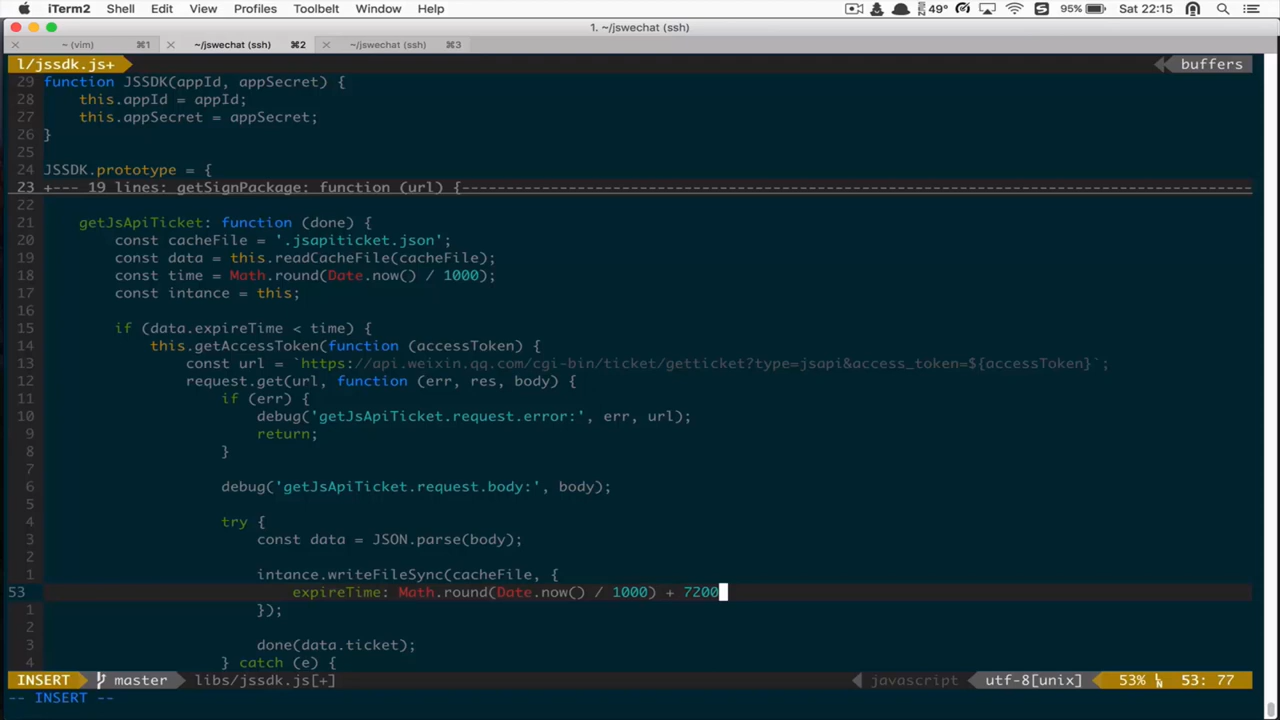 iTerm2 Shell Edit View Profiles Toolbelt Window Help 49° 95% Sat 22:15
1. ~/jswechat (ssh)
~ (vim) ⌘1 ~/jswechat (ssh) ⌘2 ~/jswechat (ssh) ⌘3
l/jssdk.js+ buffers
29 function JSSDK(appId, appSecret) {
28     this.appId = appId;
27     this.appSecret = appSecret;
26 }
25
24 JSSDK.prototype = {
23 +--- 19 lines: getSignPackage: function (url) {------------------------------------------------------------------------------------------
22
21     getJsApiTicket: function (done) {
20         const cacheFile = '.jsapiticket.json';
19         const data = this.readCacheFile(cacheFile);
18         const time = Math.round(Date.now() / 1000);
17         const intance = this;
16
15         if (data.expireTime < time) {
14             this.getAccessToken(function (accessToken) {
13                 const url = `https://api.weixin.qq.com/cgi-bin/ticket/getticket?type=jsapi&access_token=${accessToken}`;
12                 request.get(url, function (err, res, body) {
11                     if (err) {
10                         debug('getJsApiTicket.request.error:', err, url);
9                         return;
8                     }
7
6                     debug('getJsApiTicket.request.body:', body);
5
4                     try {
3                         const data = JSON.parse(body);
2
1                         intance.writeFileSync(cacheFile, {
53                             expireTime: Math.round(Date.now() / 1000) + 7200
1                         });
2
3                         done(data.ticket);
4                     } catch (e) {
INSERT master libs/jssdk.js[+] javascript utf-8[unix] 53% 53: 77
-- INSERT --